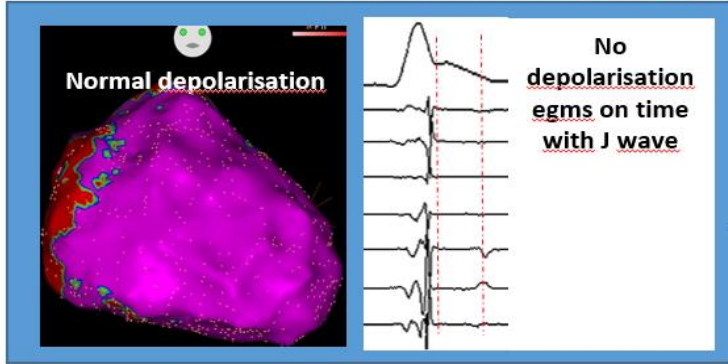 Normal depolarisation
No
depolarisation
egms on time
with J wave